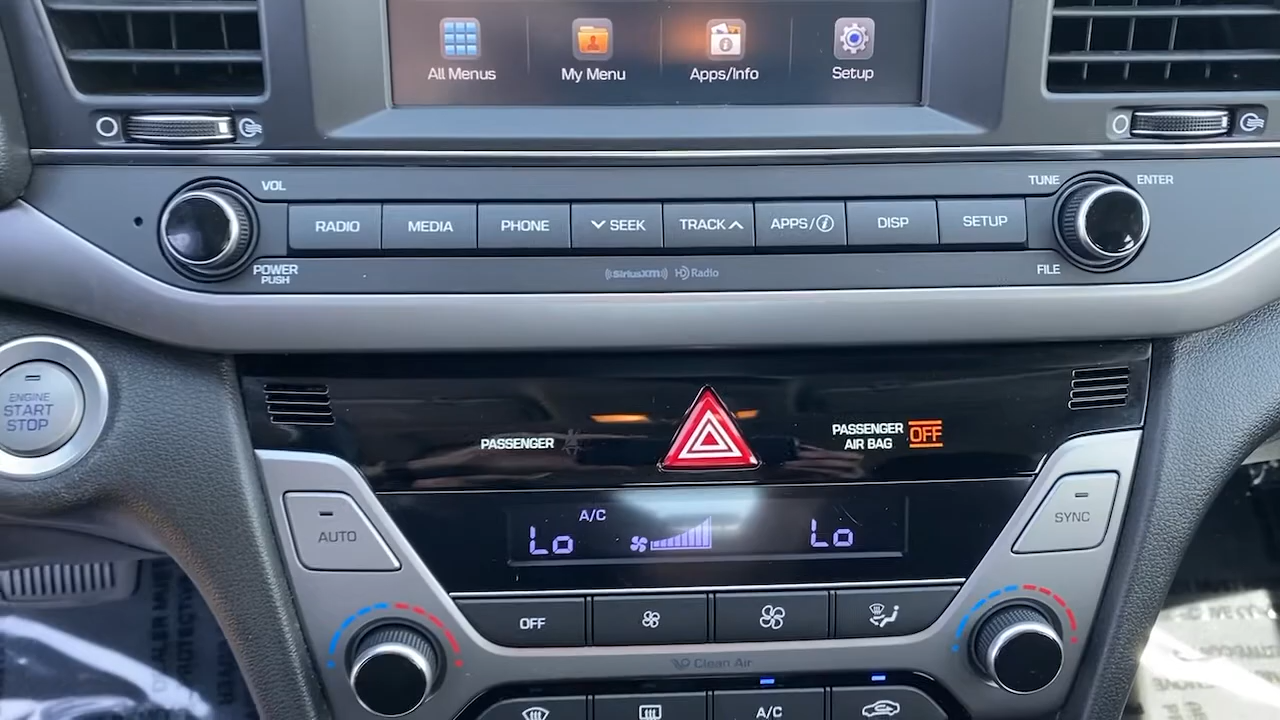 All Menus
My Menu
Apps/Info
Setup
VOL
TUNE
ENTER
RADIO
MEDIA
PHONE
SEEK
TRACK
APPS/i
DISP
SETUP
POWER
PUSH
((SiriusXM))
HD Radio
FILE
ENGINE
START
STOP
PASSENGER
PASSENGER
AIR BAG
OFF
AUTO
A/C
Lo
Lo
SYNC
OFF
Clean Air
A/C